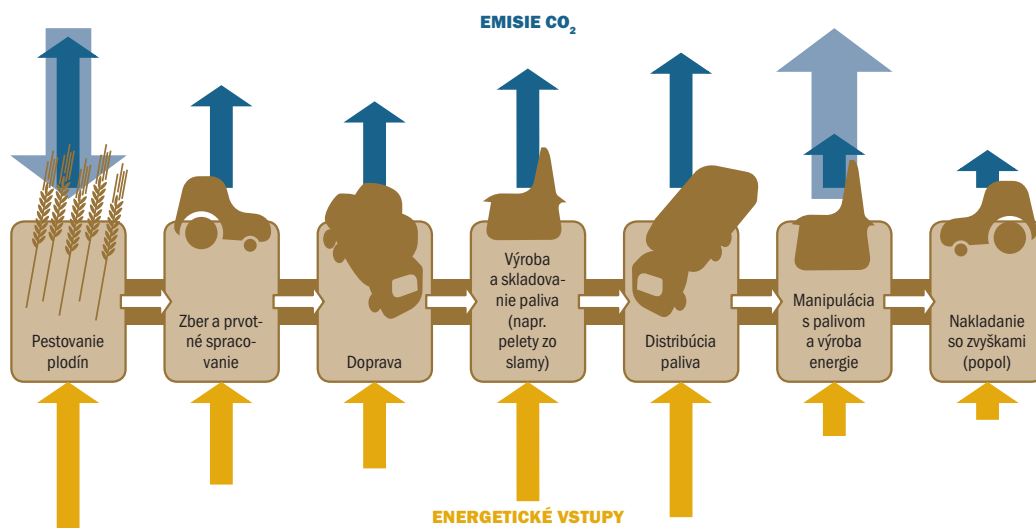 EMISIE CO₂
Pestovanie
plodín
Zber a prvot-
né spraco-
vanie
Doprava
Výroba
a skladova-
nie paliva
(napr.
pelety zo
slamy)
Distribúcia
paliva
Manipulácia
s palivom
a výroba
energie
Nakladanie
so zvyškami
(popol)
ENERGETICKÉ VSTUPY